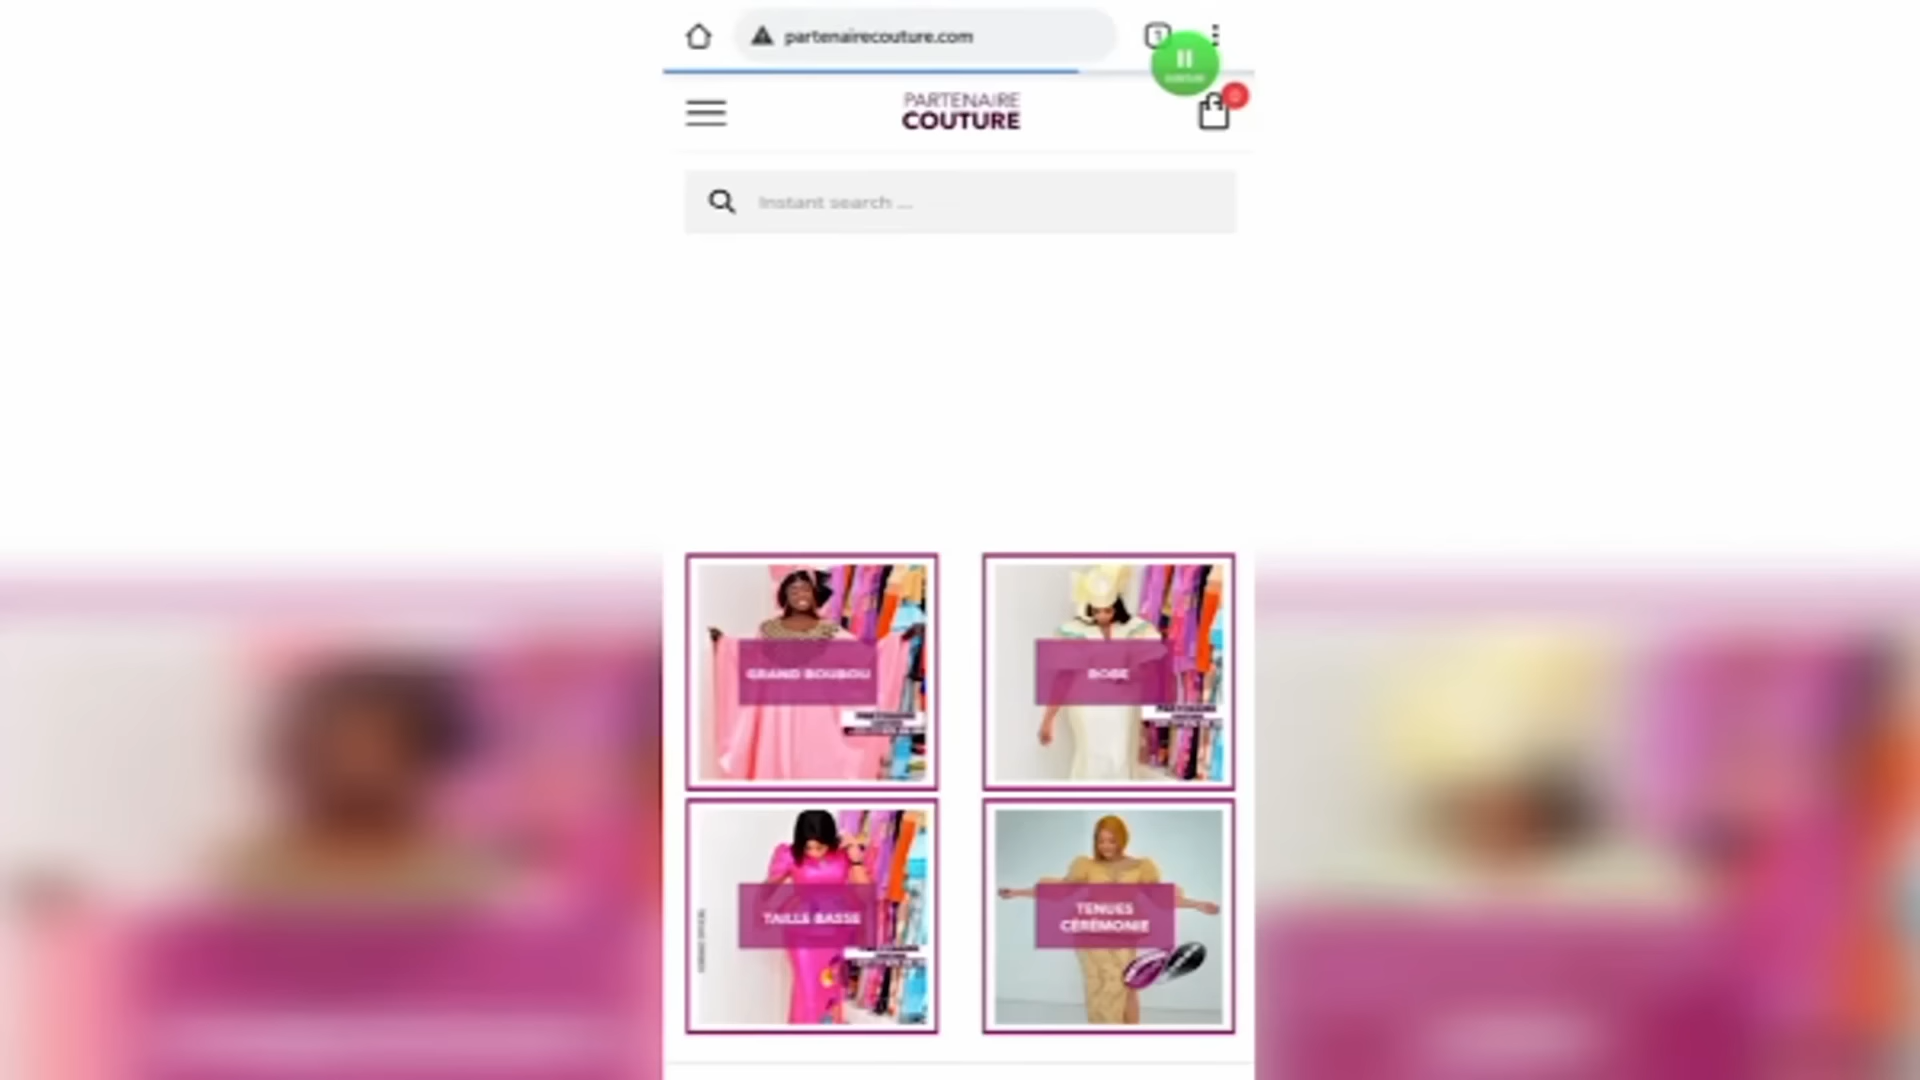 partenairecouture.com
PARTENAIRE
COUTURE
Instant search ...
GRAND BOUBOU
ROBE
TAILLE BASSE
TENUES
CÉRÉMONIE